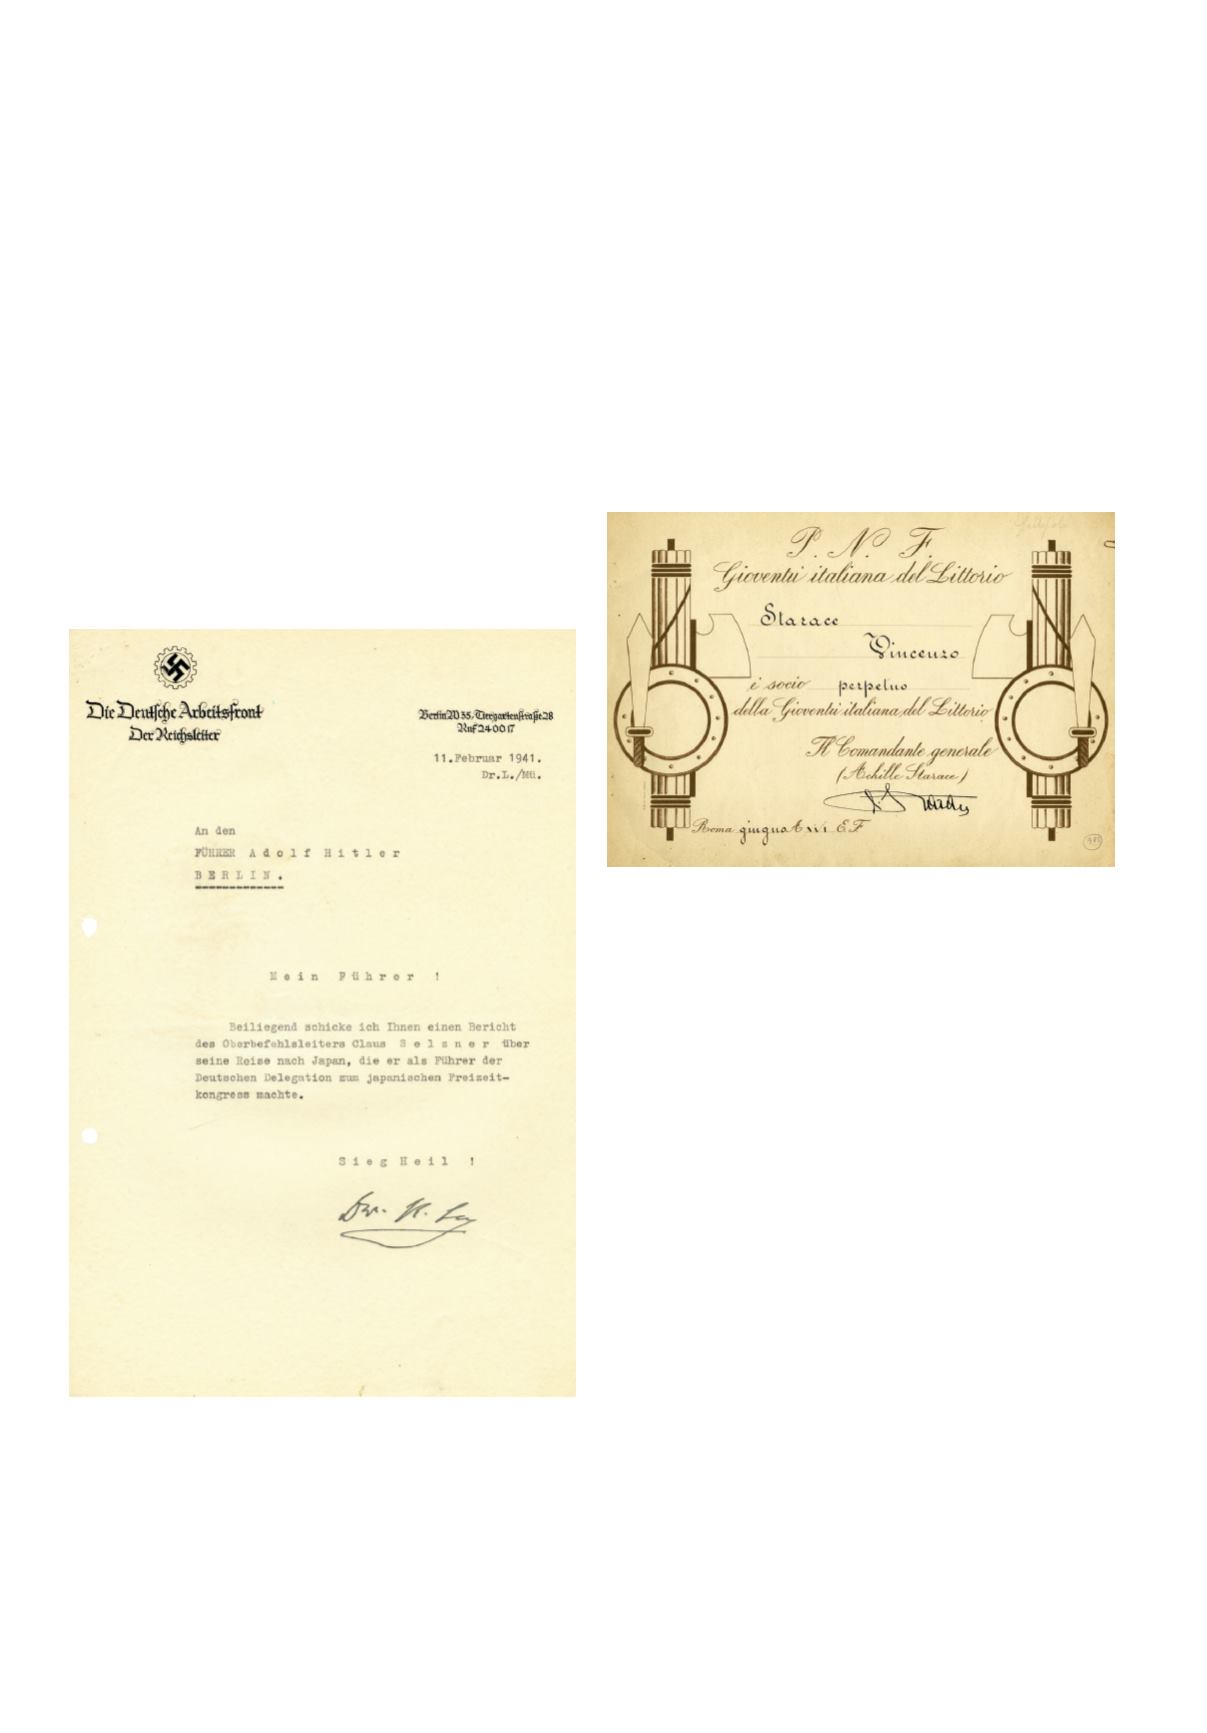 Die Deutsche Arbeitsfront
Der Reichsleiter
Berlin W 35, Tiergartenstraße 28
Ruf 24 00 17
11.Februar 1941.
Dr.L./Mü.
An den
FÜHRER Adolf Hitler
BERLIN.
Mein Führer !
Beiliegend schicke ich Ihnen einen Bericht
des Oberbefehlsleiters Claus Selzner über
seine Reise nach Japan, die er als Führer der
Deutschen Delegation zum japanischen Freizeit-
kongress machte.
Sieg Heil !
Dr. R. Ley
P. N. F.
Gioventù italiana del Littorio
Starace
Vincenzo
è socio perpetuo
della Gioventù italiana del Littorio
Il Comandante generale
(Achille Starace)
Roma giugno A XVI E.F